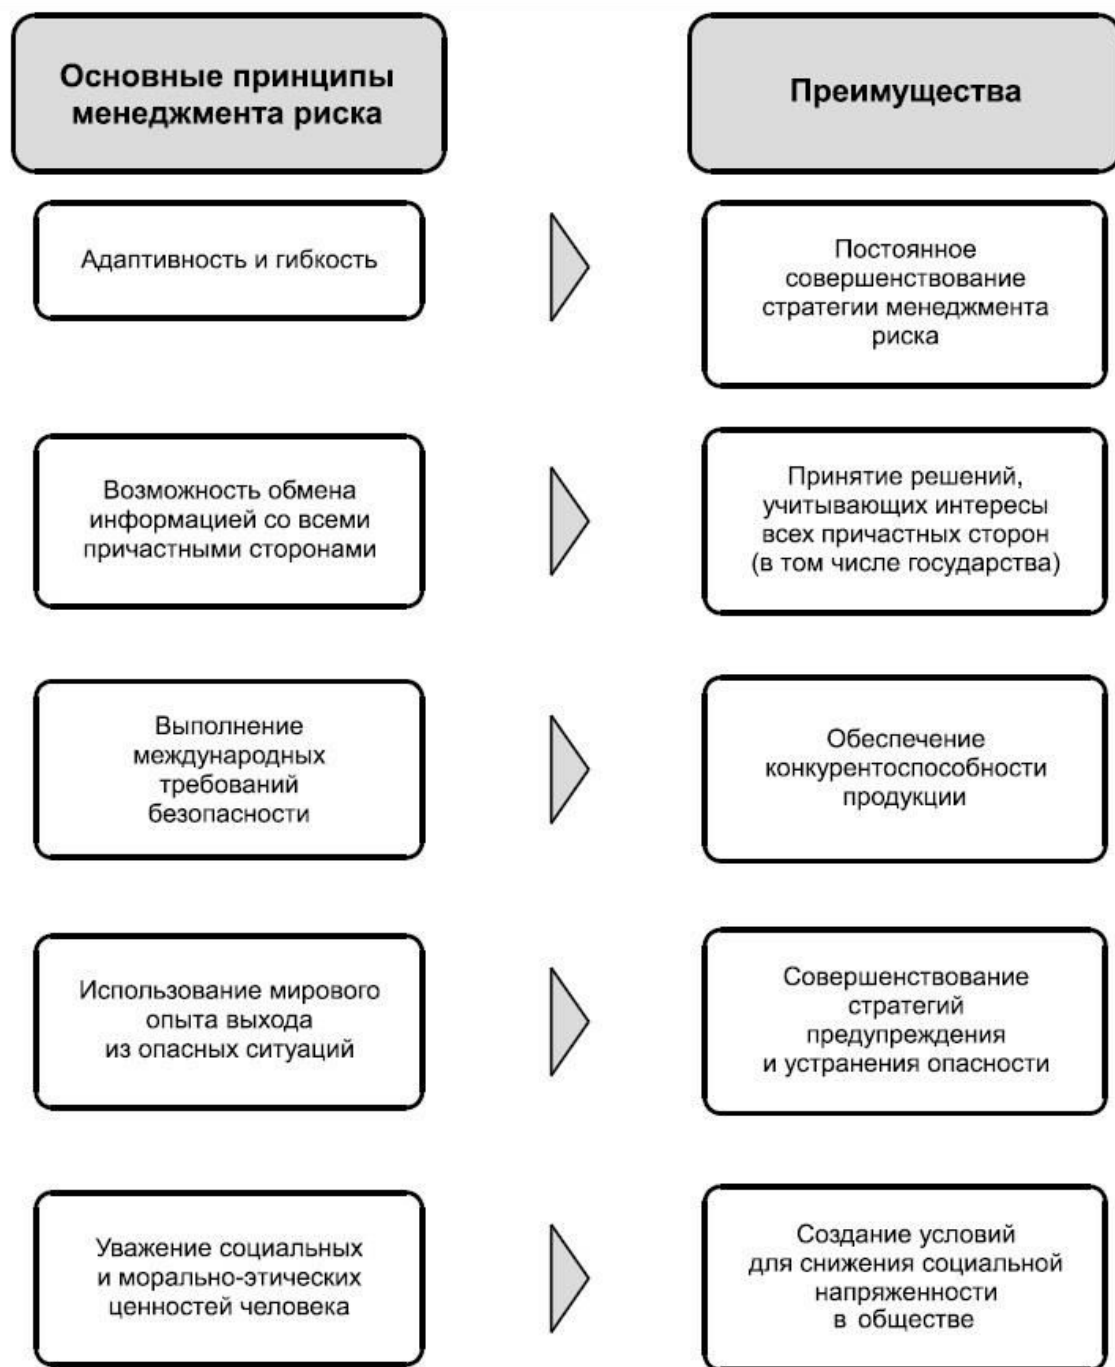 Основные принципы
менеджмента риска
Преимущества
Адаптивность и гибкость
Постоянное
совершенствование
стратегии менеджмента
риска
Возможность обмена
информацией со всеми
причастными сторонами
Принятие решений,
учитывающих интересы
всех причастных сторон
(в том числе государства)
Выполнение
международных
требований
безопасности
Обеспечение
конкурентоспособности
продукции
Использование мирового
опыта выхода
из опасных ситуаций
Совершенствование
стратегий
предупреждения
и устранения опасности
Уважение социальных
и морально-этических
ценностей человека
Создание условий
для снижения социальной
напряженности
в обществе